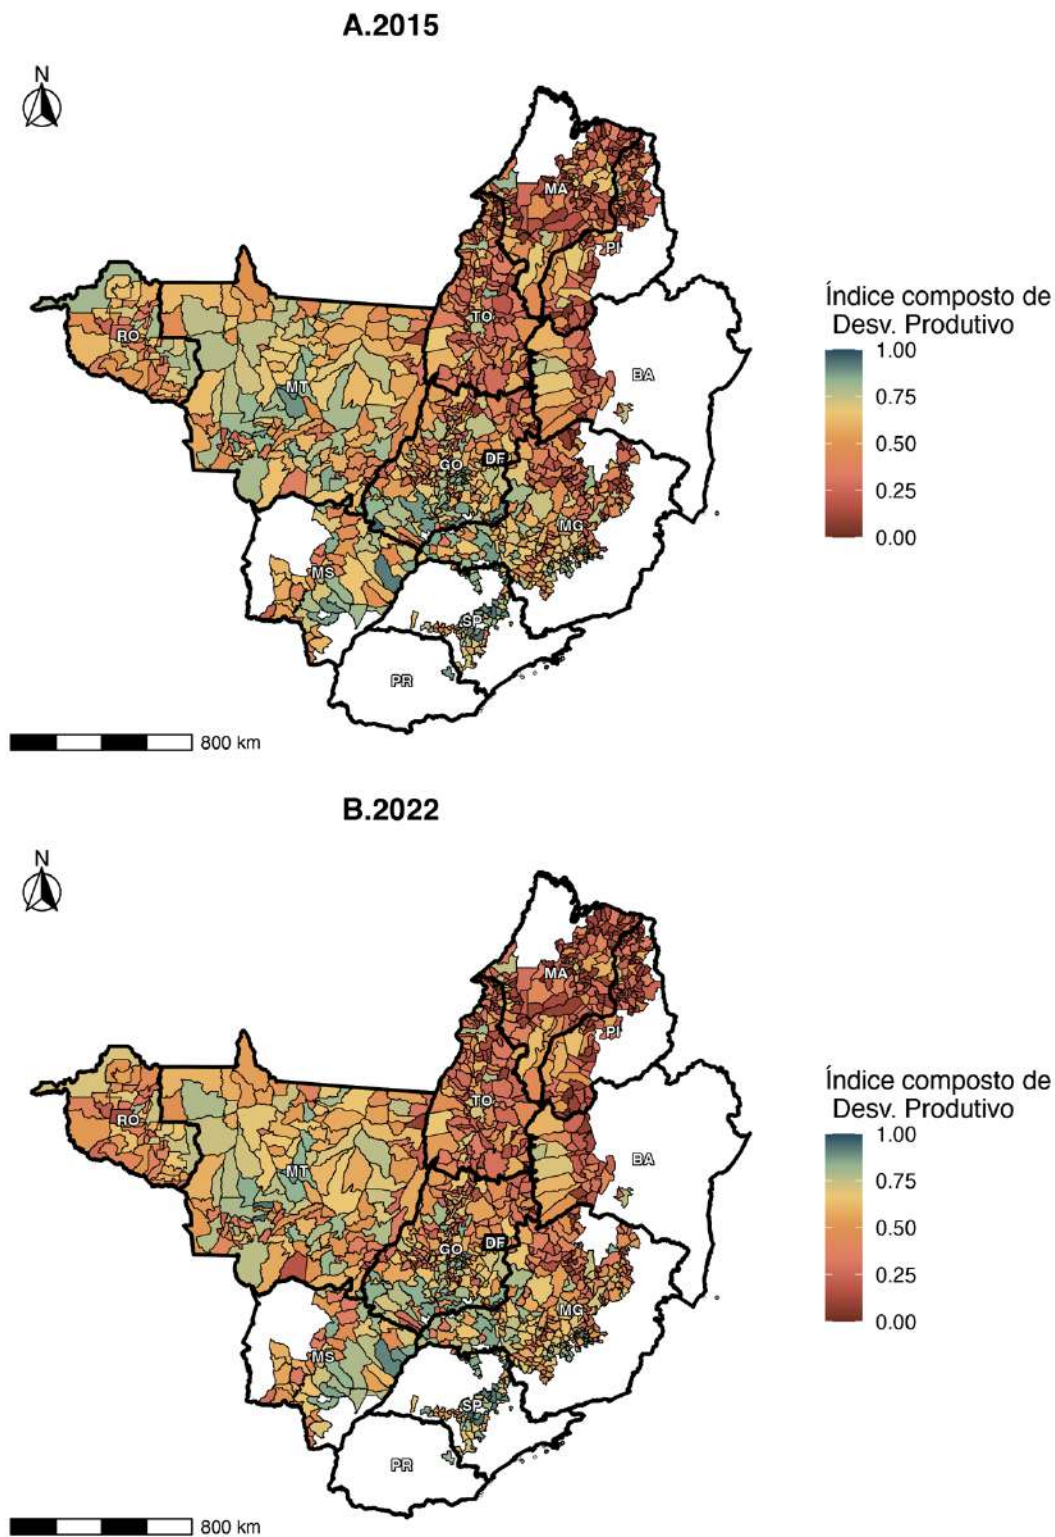 A.2015
N
MA
PI
TO
RO
BA
MT
GO
DF
MG
MS
SP
PR
800 km
Índice composto de
Desv. Produtivo
1.00
0.75
0.50
0.25
0.00
B.2022
N
MA
PI
TO
RO
BA
MT
GO
DF
MG
MS
SP
PR
800 km
Índice composto de
Desv. Produtivo
1.00
0.75
0.50
0.25
0.00